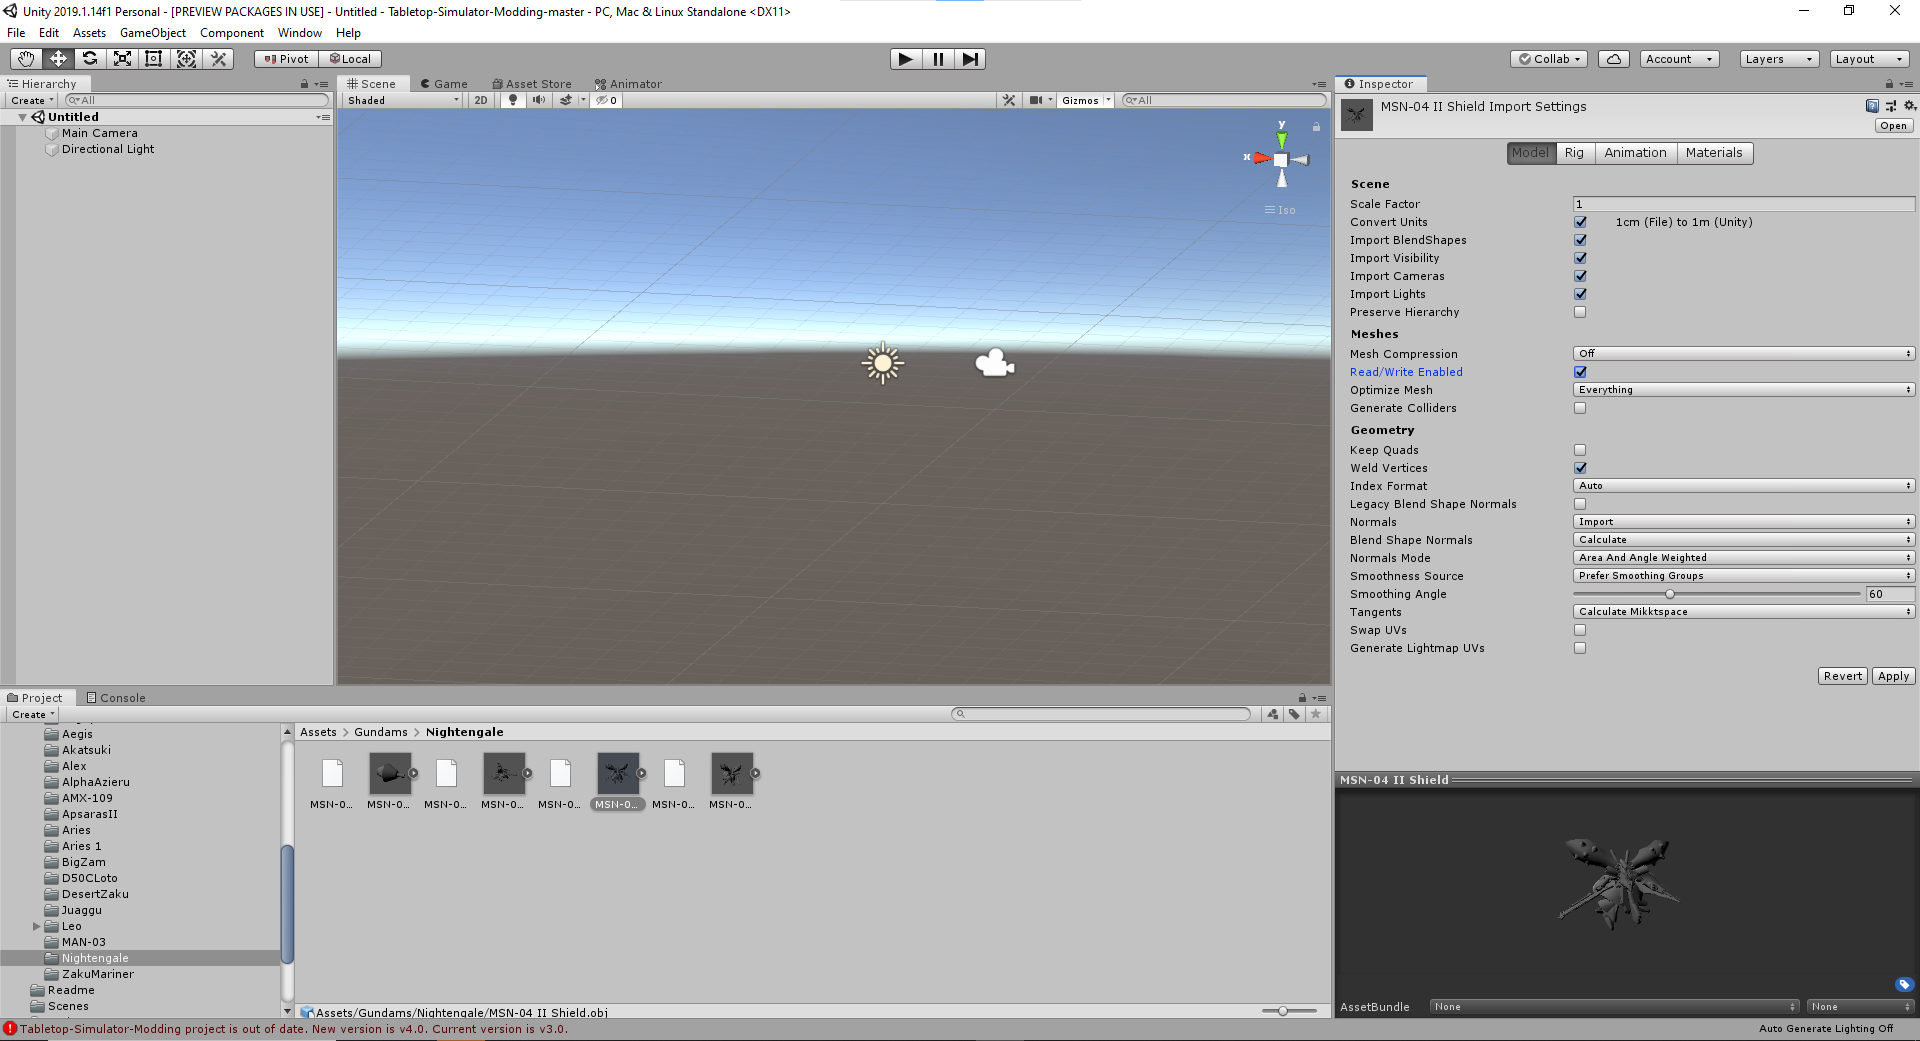 Unity 2019.1.14f1 Personal - [PREVIEW PACKAGES IN USE] - Untitled - Tabletop-Simulator-Modding-master - PC, Mac & Linux Standalone <DX11>
File Edit Assets GameObject Component Window Help
Pivot Local Collab Account Layers Layout
Hierarchy
Create All
Untitled
Main Camera
Directional Light
Scene Game Asset Store Animator
Shaded 2D 0 Gizmos All
y
x
Iso
Inspector
MSN-04 II Shield Import Settings
Open
Model Rig Animation Materials
Scene
Scale Factor 1
Convert Units 1cm (File) to 1m (Unity)
Import BlendShapes
Import Visibility
Import Cameras
Import Lights
Preserve Hierarchy
Meshes
Mesh Compression Off
Read/Write Enabled
Optimize Mesh Everything
Generate Colliders
Geometry
Keep Quads
Weld Vertices
Index Format Auto
Legacy Blend Shape Normals
Normals Import
Blend Shape Normals Calculate
Normals Mode Area And Angle Weighted
Smoothness Source Prefer Smoothing Groups
Smoothing Angle 60
Tangents Calculate Mikktspace
Swap UVs
Generate Lightmap UVs
Revert Apply
Project Console
Create
Aegis
Akatsuki
Alex
AlphaAzieru
AMX-109
ApsarasII
Aries
Aries 1
BigZam
D50CLoto
DesertZaku
Juaggu
Leo
MAN-03
Nightengale
ZakuMariner
Readme
Scenes
Assets > Gundams > Nightengale
MSN-0... MSN-0... MSN-0... MSN-0... MSN-0... MSN-0... MSN-0... MSN-0...
Assets/Gundams/Nightengale/MSN-04 II Shield.obj
MSN-04 II Shield
AssetBundle None None
Tabletop-Simulator-Modding project is out of date. New version is v4.0. Current version is v3.0.
Auto Generate Lighting Off